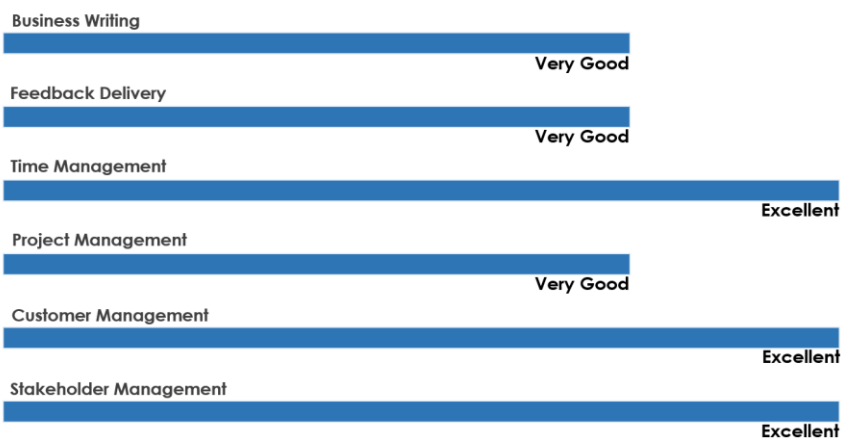 Business Writing
Very Good
Feedback Delivery
Very Good
Time Management
Excellent
Project Management
Very Good
Customer Management
Excellent
Stakeholder Management
Excellent